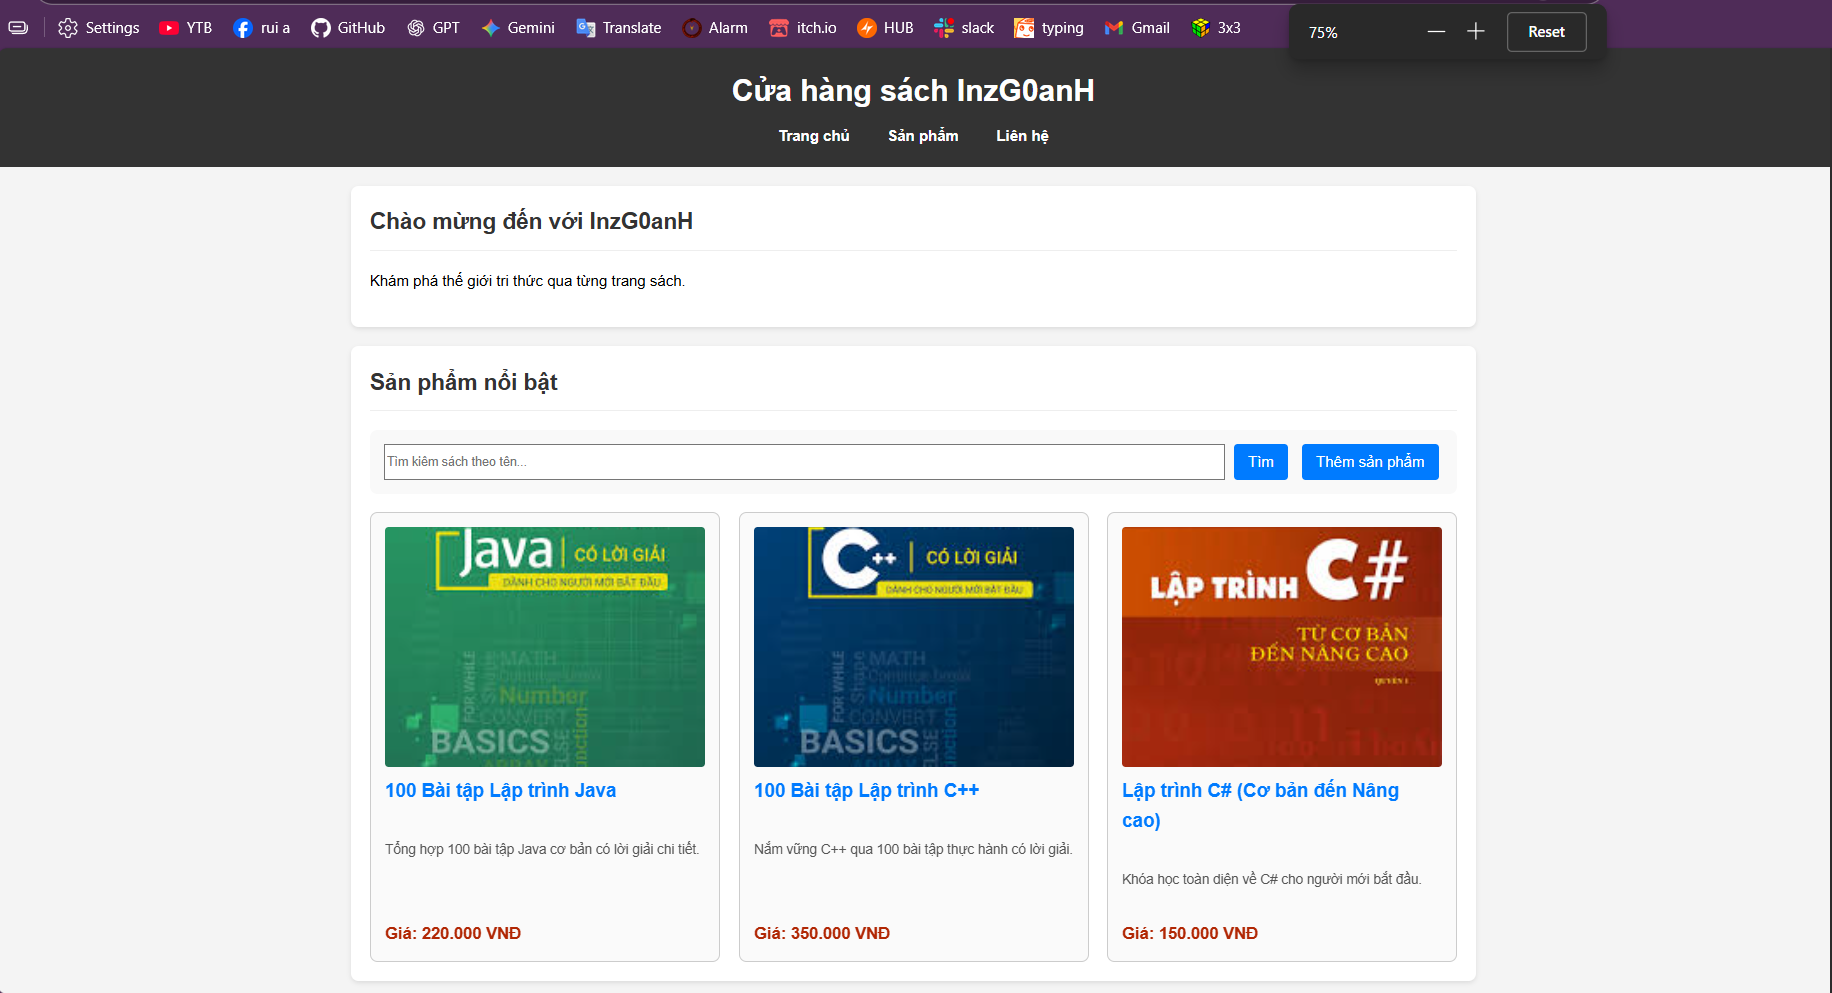 Settings YTB rui a GitHub GPT Gemini Translate Alarm itch.io HUB slack typing Gmail 3x3
75% Reset
Cửa hàng sách InzG0anH
Trang chủ Sản phẩm Liên hệ
Chào mừng đến với InzG0anH
Khám phá thế giới tri thức qua từng trang sách.
Sản phẩm nổi bật
Tìm kiếm sách theo tên... Tìm Thêm sản phẩm
Java CÓ LỜI GIẢI
DÀNH CHO NGƯỜI MỚI BẮT ĐẦU
FOR WHILE
Shape
MATH
Continue break
Number
CONVERT
BASICS
ELSE
ARRAY
Function
100 Bài tập Lập trình Java
Tổng hợp 100 bài tập Java cơ bản có lời giải chi tiết.
Giá: 220.000 VNĐ
C++ CÓ LỜI GIẢI
DÀNH CHO NGƯỜI MỚI BẮT ĐẦU
FOR WHILE
Shape
MATH
Continue break
Number
CONVERT
BASICS
ELSE
ARRAY
Function
100 Bài tập Lập trình C++
Nắm vững C++ qua 100 bài tập thực hành có lời giải.
Giá: 350.000 VNĐ
LẬP TRÌNH C#
TỪ CƠ BẢN
ĐẾN NÂNG CAO
QUYỂN 1
Lập trình C# (Cơ bản đến Nâng
cao)
Khóa học toàn diện về C# cho người mới bắt đầu.
Giá: 150.000 VNĐ